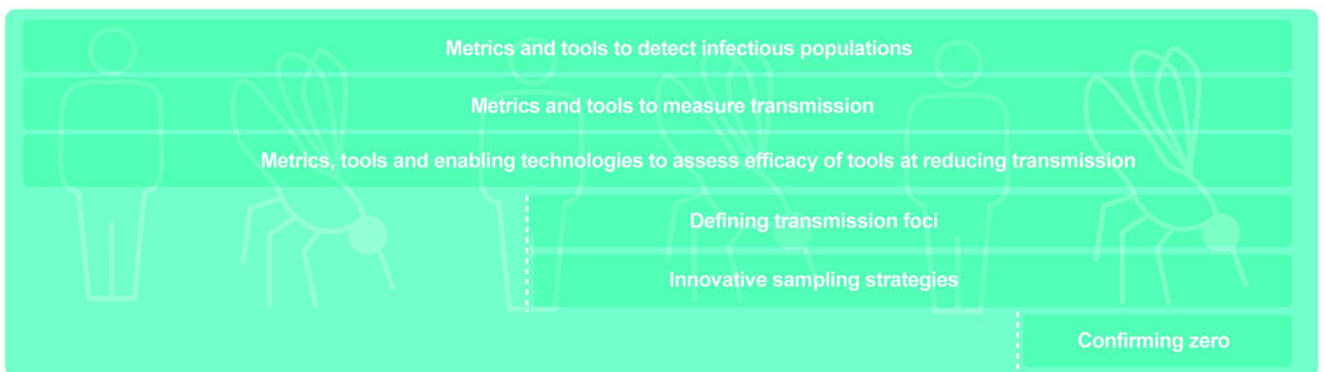 Metrics and tools to detect infectious populations
Metrics and tools to measure transmission
Metrics, tools and enabling technologies to assess efficacy of tools at reducing transmission
Defining transmission foci
Innovative sampling strategies
Confirming zero